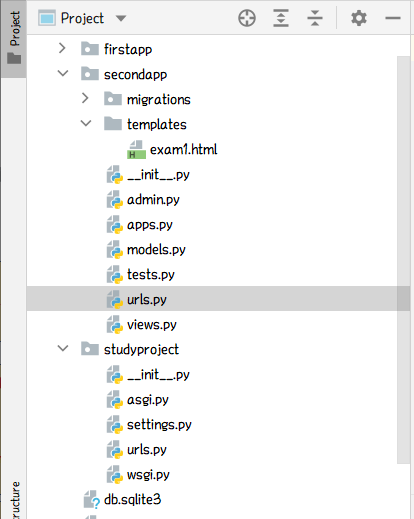 Project
Project
firstapp
secondapp
migrations
templates
exam1.html
__init__.py
admin.py
apps.py
models.py
tests.py
urls.py
views.py
studyproject
__init__.py
asgi.py
settings.py
urls.py
wsgi.py
db.sqlite3